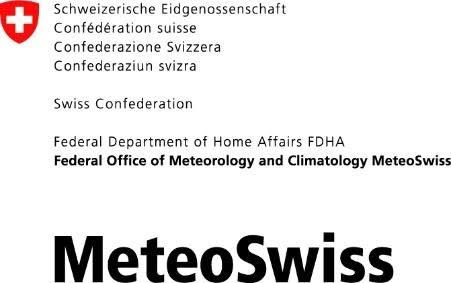 Schweizerische Eidgenossenschaft
Confédération suisse
Confederazione Svizzera
Confederaziun svizra
Swiss Confederation
Federal Department of Home Affairs FDHA
Federal Office of Meteorology and Climatology MeteoSwiss
MeteoSwiss